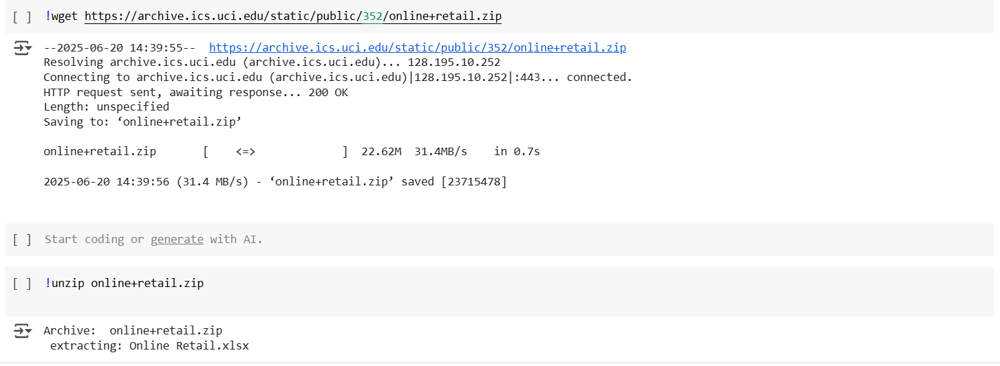 [ ] !wget https://archive.ics.uci.edu/static/public/352/online+retail.zip
--2025-06-20 14:39:55--  https://archive.ics.uci.edu/static/public/352/online+retail.zip
Resolving archive.ics.uci.edu (archive.ics.uci.edu)... 128.195.10.252
Connecting to archive.ics.uci.edu (archive.ics.uci.edu)|128.195.10.252|:443... connected.
HTTP request sent, awaiting response... 200 OK
Length: unspecified
Saving to: ‘online+retail.zip’
online+retail.zip       [    <=>             ]  22.62M  31.4MB/s    in 0.7s
2025-06-20 14:39:56 (31.4 MB/s) - ‘online+retail.zip’ saved [23715478]
[ ] Start coding or generate with AI.
[ ] !unzip online+retail.zip
Archive:  online+retail.zip
 extracting: Online Retail.xlsx